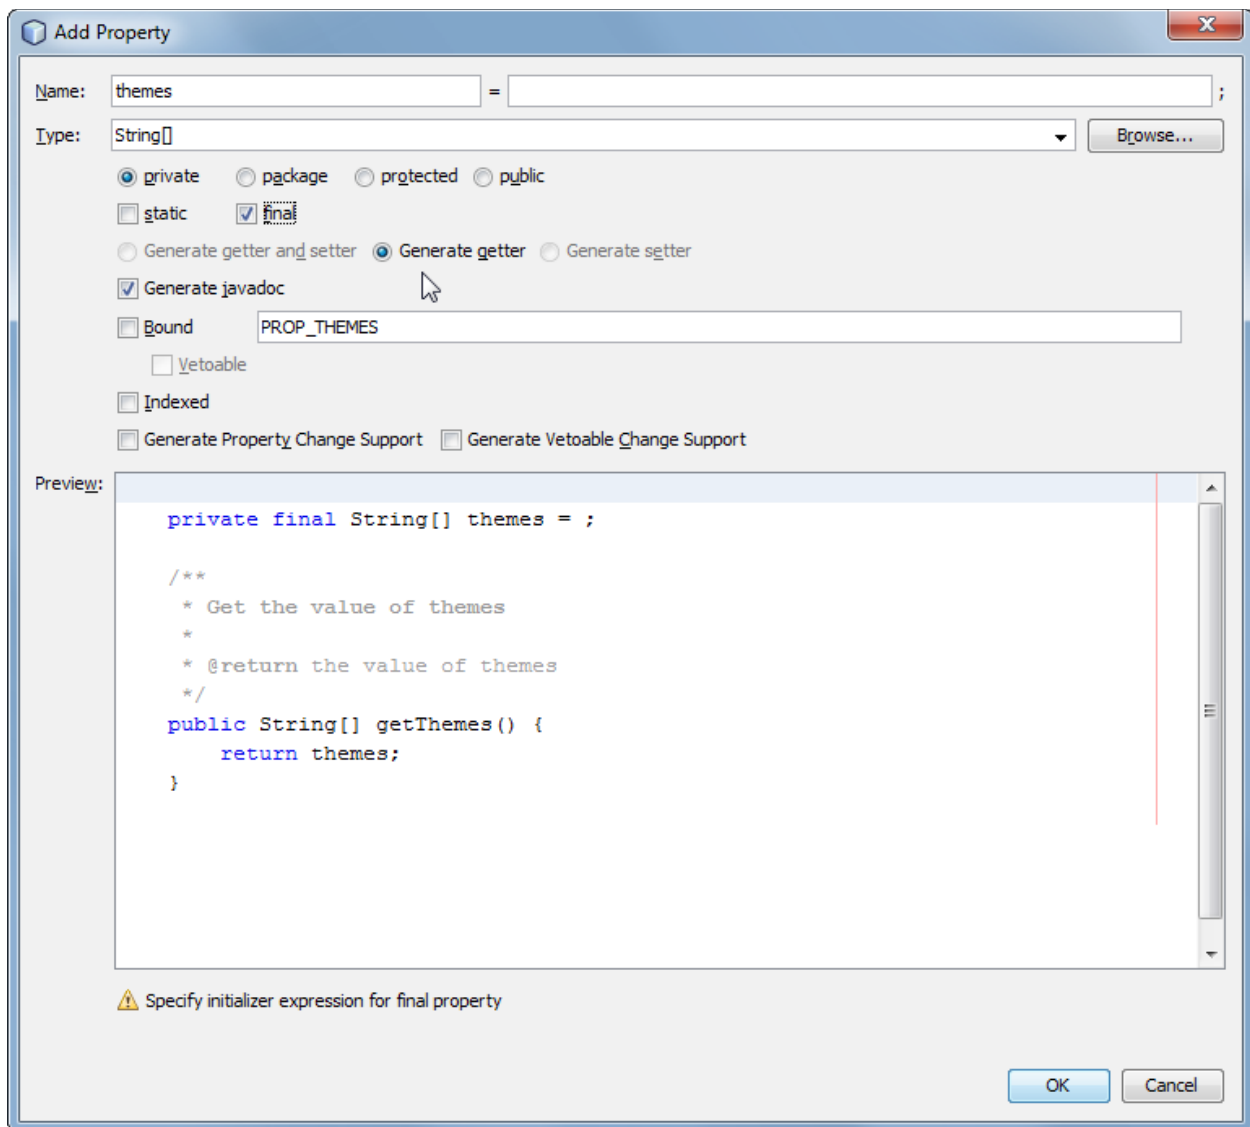 Add Property
Name: themes = ;
Type: String[] Browse...
private package protected public
static final
Generate getter and setter Generate getter Generate setter
Generate javadoc
Bound PROP_THEMES
Vetoable
Indexed
Generate Property Change Support Generate Vetoable Change Support
Preview:
private final String[] themes = ;
/**
* Get the value of themes
*
* @return the value of themes
*/
public String[] getThemes() {
return themes;
}
Specify initializer expression for final property
OK Cancel